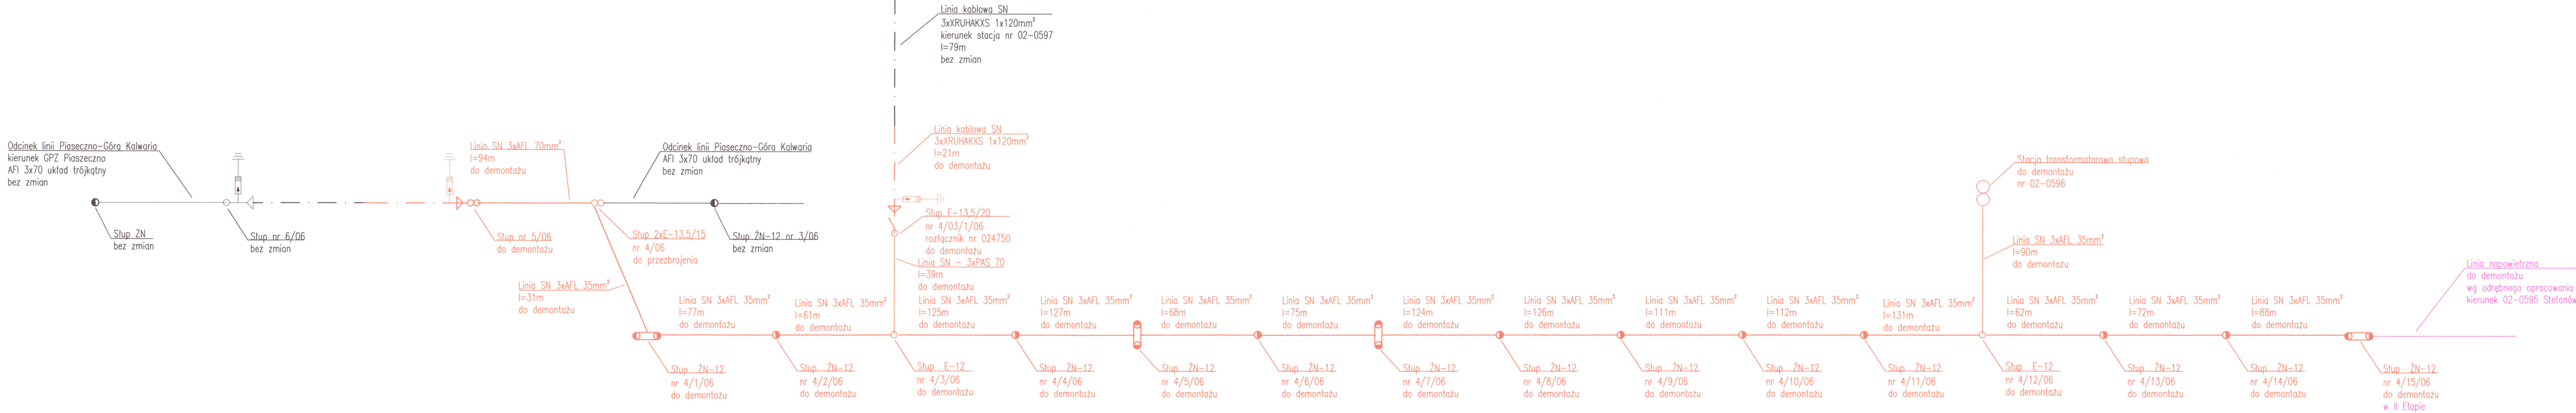 Linia kablowa SN
3xXRUHAKXS 1x120mm²
kierunek stacja nr 02-0597
l=79m
bez zmian
Odcinek linii Piaseczno-Góra Kalwaria
kierunek GPZ Piaszeczno
AFl 3x70 układ trójkątny
bez zmian
Słup ŻN
bez zmian
Słup nr 6/06
bez zmian
Linia SN 3xAFL 70mm²
l=94m
do demontażu
Słup nr 5/06
do demontażu
Odcinek linii Piaseczno-Góra Kalwaria
AFl 3x70 układ trójkątny
bez zmian
Słup 2xE-13.5/15
nr 4/06
do przezbrojenia
Słup ŻN-12 nr 3/06
bez zmian
Linia kablowa SN
3xXRUHAKXS 1x120mm²
l=21m
do demontażu
Słup E-13,5/20
nr 4/03/1/06
rozłącznik nr 024750
do demontażu
Linia SN - 3xPAS 70
l=39m
do demontażu
Stacja transformatorowa słupowa
do demontażu
nr 02-0596
Linia SN 3xAFL 35mm²
l=90m
do demontażu
Linia napowietrzna
do demontażu
wg odrębnego opracowania
kierunek 02-0595 Stefanów
Linia SN 3xAFL 35mm²
l=31m
do demontażu
Linia SN 3xAFL 35mm²
l=77m
do demontażu
Linia SN 3xAFL 35mm²
l=61m
do demontażu
Linia SN 3xAFL 35mm²
l=125m
do demontażu
Linia SN 3xAFL 35mm²
l=127m
do demontażu
Linia SN 3xAFL 35mm²
l=68m
do demontażu
Linia SN 3xAFL 35mm²
l=75m
do demontażu
Linia SN 3xAFL 35mm²
l=124m
do demontażu
Linia SN 3xAFL 35mm²
l=126m
do demontażu
Linia SN 3xAFL 35mm²
l=111m
do demontażu
Linia SN 3xAFL 35mm²
l=112m
do demontażu
Linia SN 3xAFL 35mm²
l=131m
do demontażu
Linia SN 3xAFL 35mm²
l=62m
do demontażu
Linia SN 3xAFL 35mm²
l=72m
do demontażu
Linia SN 3xAFL 35mm²
l=88m
do demontażu
Słup ŻN-12
nr 4/1/06
do demontażu
Słup ŻN-12
nr 4/2/06
do demontażu
Słup E-12
nr 4/3/06
do demontażu
Słup ŻN-12
nr 4/4/06
do demontażu
Słup ŻN-12
nr 4/5/06
do demontażu
Słup ŻN-12
nr 4/6/06
do demontażu
Słup ŻN-12
nr 4/7/06
do demontażu
Słup ŻN-12
nr 4/8/06
do demontażu
Słup ŻN-12
nr 4/9/06
do demontażu
Słup ŻN-12
nr 4/10/06
do demontażu
Słup ŻN-12
nr 4/11/06
do demontażu
Słup E-12
nr 4/12/06
do demontażu
Słup ŻN-12
nr 4/13/06
do demontażu
Słup ŻN-12
nr 4/14/06
do demontażu
Słup ŻN-12
nr 4/15/06
do demontażu
w II Etapie